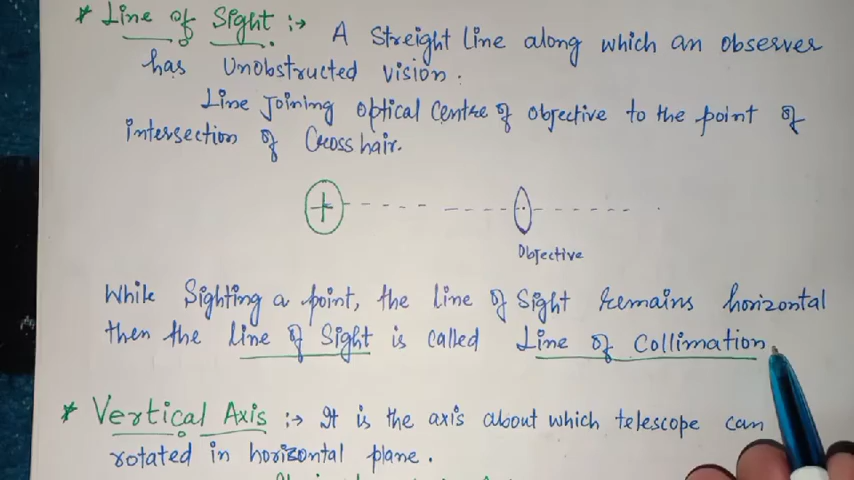 * Line of Sight :→ A Streight Line along which an observer
has Unobstructed vision.
Line Joining optical Centre of objective to the point of
intersection of Cross hair.
Objective
While Sighting a point, the line of Sight remains horizontal
then the line of Sight is called Line of Collimation
* Vertical Axis :→ It is the axis about which telescope can
rotated in horizontal plane.